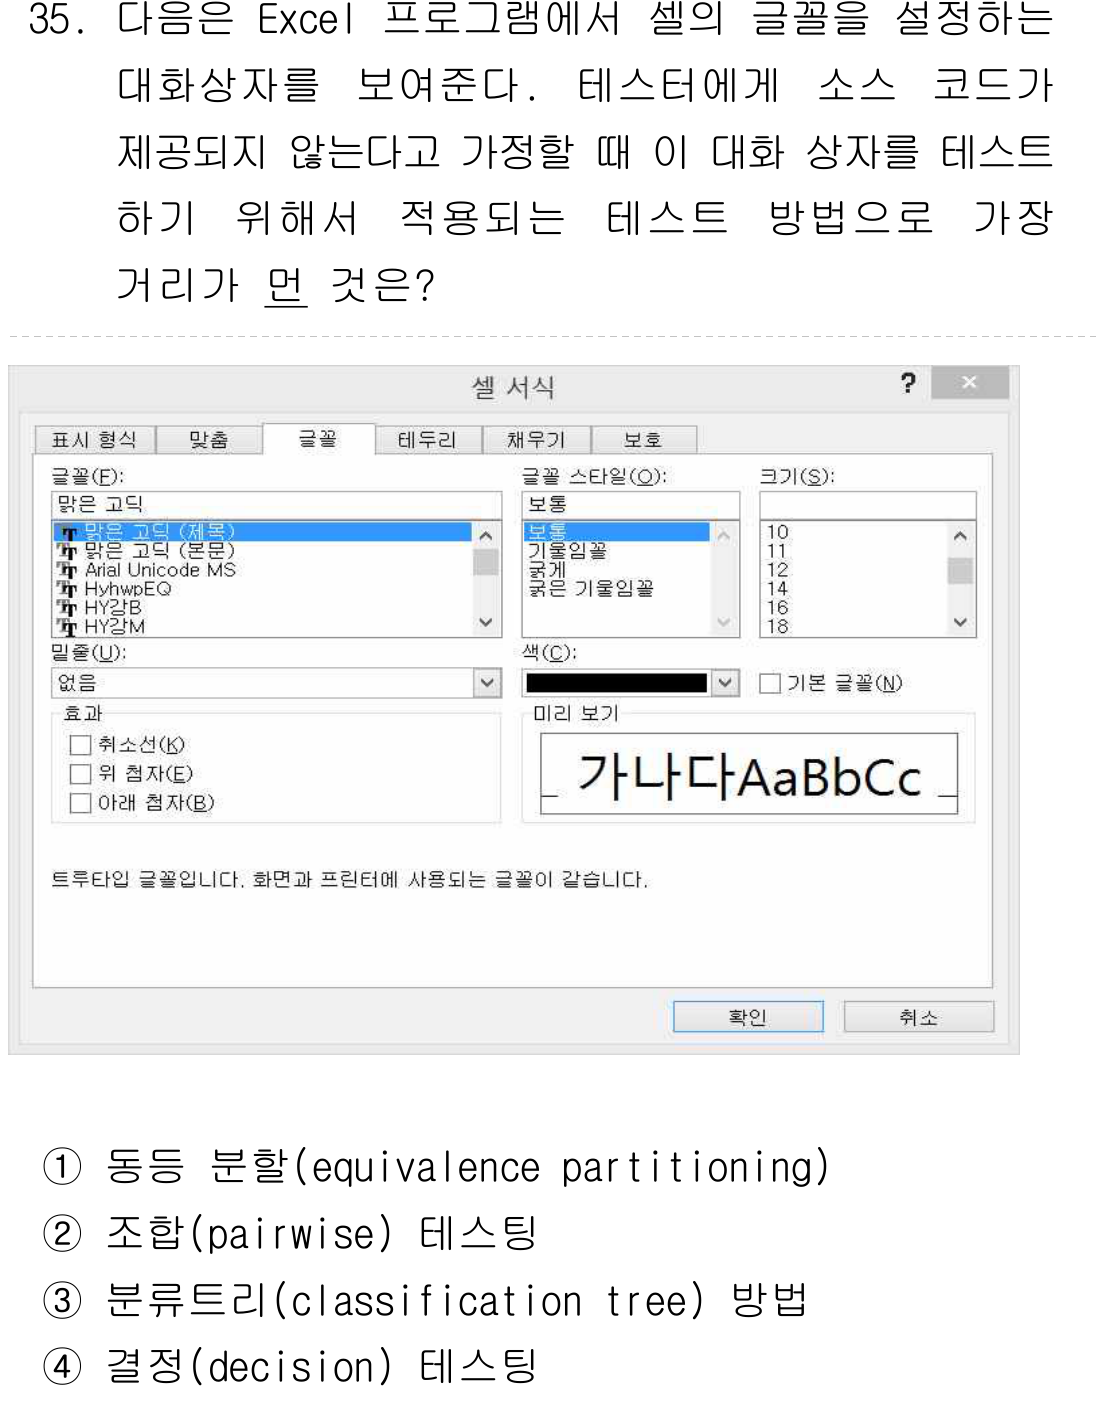 35. 다음은 Excel 프로그램에서 셀의 글꼴을 설정하는
대화상자를 보여준다. 테스터에게 소스 코드가
제공되지 않는다고 가정할 때 이 대화 상자를 테스트
하기 위해서 적용되는 테스트 방법으로 가장
거리가 먼 것은?
셀 서식
?
×
표시 형식 맞춤 글꼴 테두리 채우기 보호
글꼴(F): 글꼴 스타일(O): 크기(S):
맑은 고딕 보통
맑은 고딕 (제목) 보통 10
맑은 고딕 (본문) 기울임꼴 11
Arial Unicode MS 굵게 12
HyhwpEQ 굵은 기울임꼴 14
HY강B 16
HY강M 18
밑줄(U): 색(C):
없음 기본 글꼴(N)
효과 미리 보기
취소선(K)
위 첨자(E)
아래 첨자(B)
가나다AaBbCc
트루타입 글꼴입니다. 화면과 프린터에 사용되는 글꼴이 같습니다.
확인 취소
① 동등 분할(equivalence partitioning)
② 조합(pairwise) 테스팅
③ 분류트리(classification tree) 방법
④ 결정(decision) 테스팅